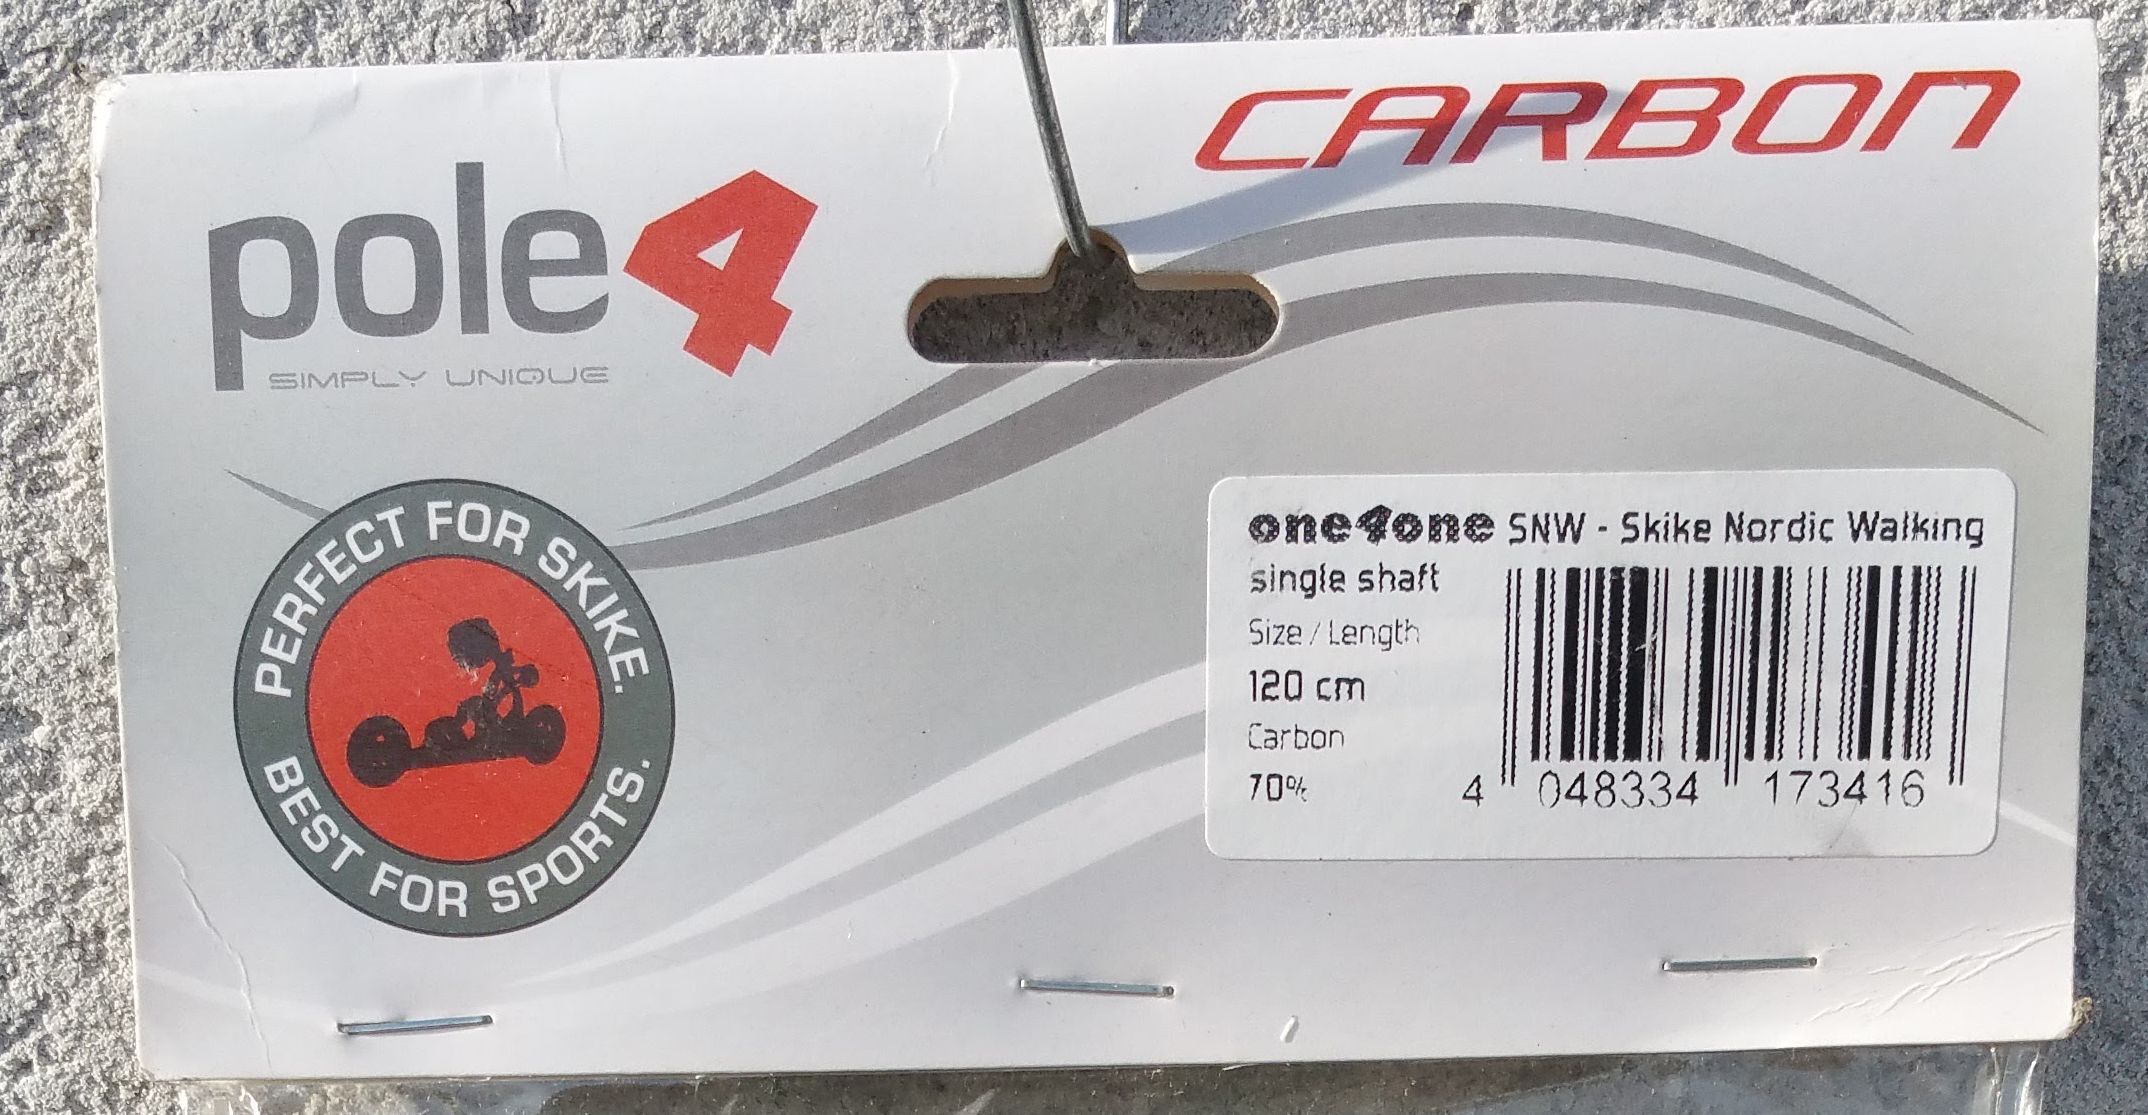 CARBON
pole4
SIMPLY UNIQUE
PERFECT FOR SKIKE.
BEST FOR SPORTS.
one4one SNW - Skike Nordic Walking
single shaft
Size / Length
120 cm
Carbon
70%
4 048334 173416